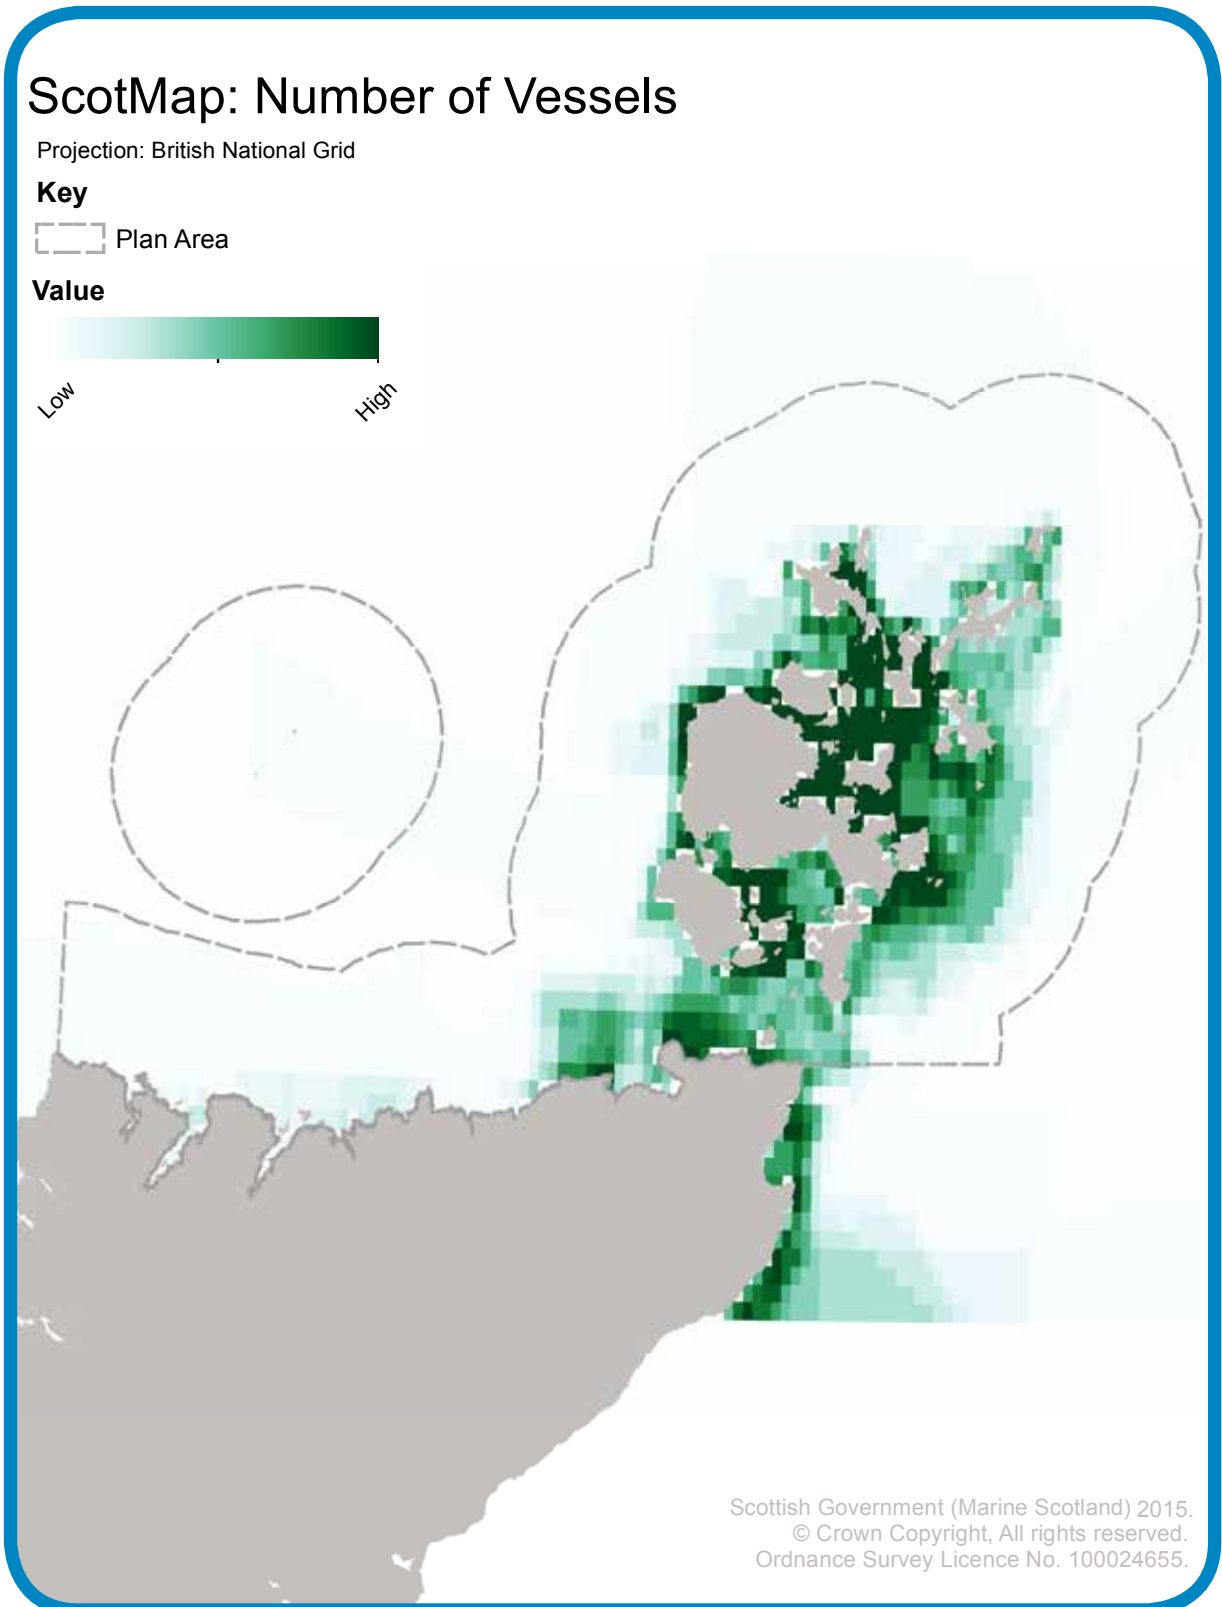 ScotMap: Number of Vessels
Projection: British National Grid
Key
Plan Area
Value
Low
High
Scottish Government (Marine Scotland) 2015.
© Crown Copyright, All rights reserved.
Ordnance Survey Licence No. 100024655.